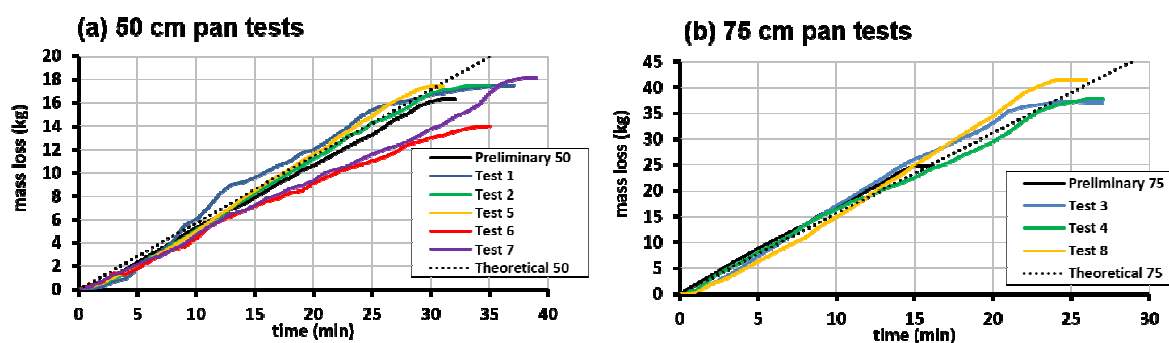 (a) 50 cm pan tests
mass loss (kg)
20
18
16
14
12
10
8
6
4
2
0
0 5 10 15 20 25 30 35 40
time (min)
Preliminary 50
Test 1
Test 2
Test 5
Test 6
Test 7
Theoretical 50
(b) 75 cm pan tests
mass loss (kg)
45
40
35
30
25
20
15
10
5
0
0 5 10 15 20 25 30
time (min)
Preliminary 75
Test 3
Test 4
Test 8
Theoretical 75